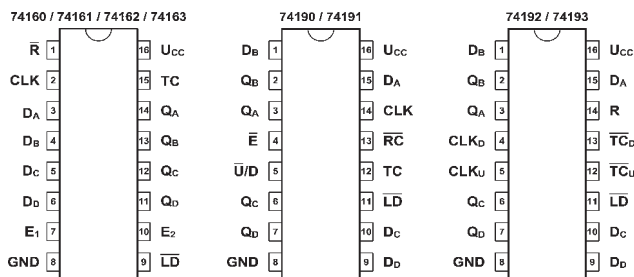 74160 / 74161 / 74162 / 74163 74190 / 74191 74192 / 74193
R̅ 1 16 UCC DB 1 16 UCC DB 1 16 UCC
CLK 2 15 TC QB 2 15 DA QB 2 15 DA
DA 3 14 QA QA 3 14 CLK QA 3 14 R
DB 4 13 QB E̅ 4 13 R̅C̅ CLKD 4 13 T̅C̅D
DC 5 12 QC U̅/D 5 12 TC CLKU 5 12 T̅C̅U
DD 6 11 QD QC 6 11 L̅D̅ QC 6 11 L̅D̅
E1 7 10 E2 QD 7 10 DC QD 7 10 DC
GND 8 9 L̅D̅ GND 8 9 DD GND 8 9 DD